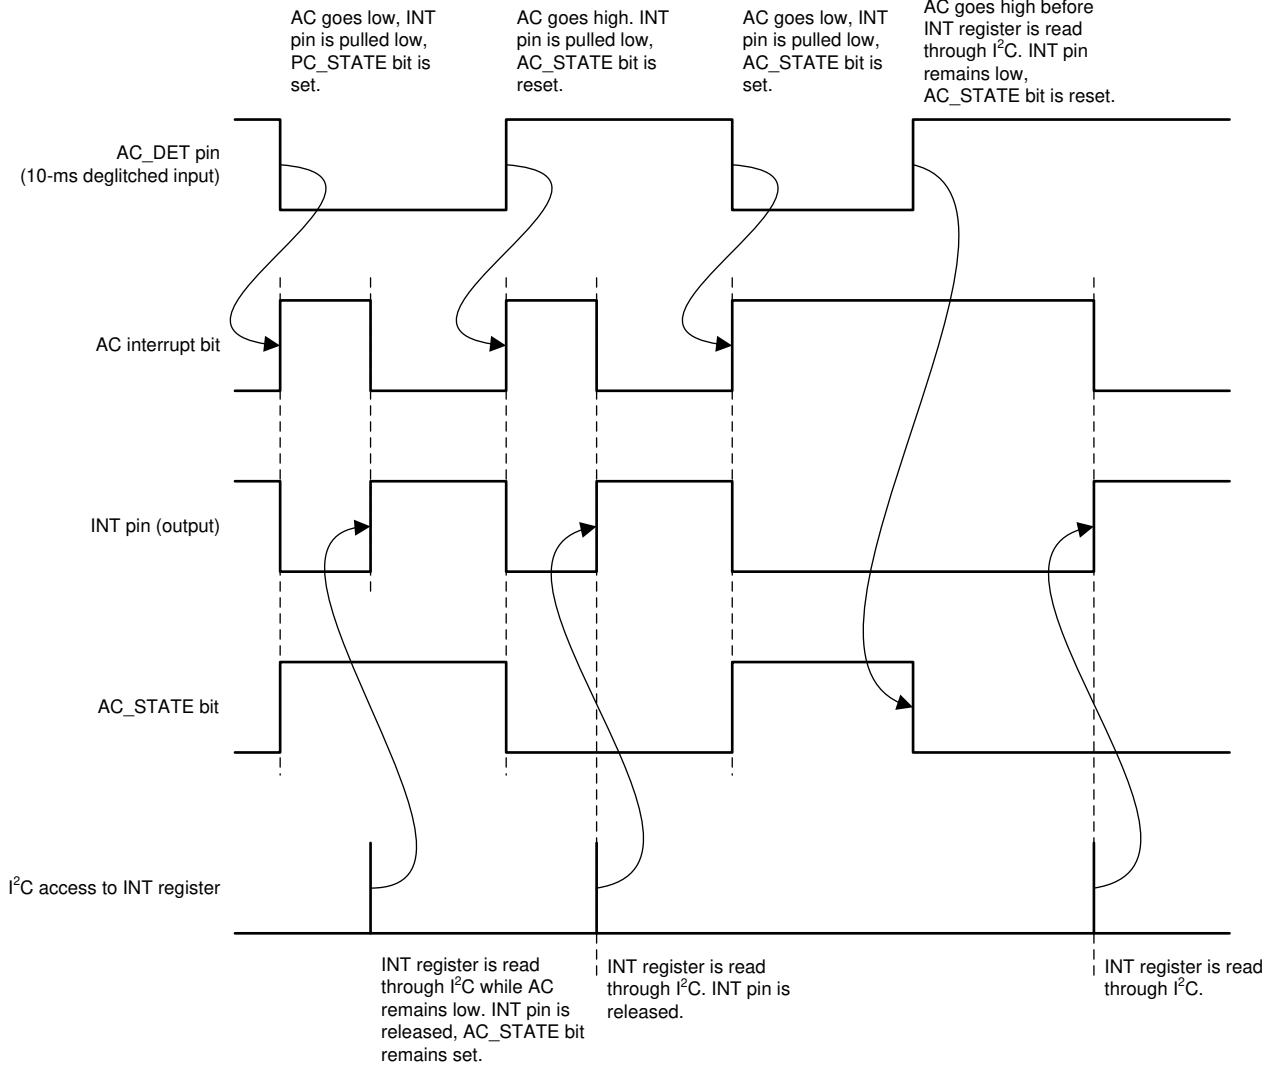 AC goes low, INT
pin is pulled low,
PC_STATE bit is
set.
AC goes high. INT
pin is pulled low,
AC_STATE bit is
reset.
AC goes low, INT
pin is pulled low,
AC_STATE bit is
set.
AC goes high before
INT register is read
through I²C. INT pin
remains low,
AC_STATE bit is reset.
AC_DET pin
(10-ms deglitched input)
AC interrupt bit
INT pin (output)
AC_STATE bit
I²C access to INT register
INT register is read
through I²C while AC
remains low. INT pin is
released, AC_STATE bit
remains set.
INT register is read
through I²C. INT pin is
released.
INT register is read
through I²C.